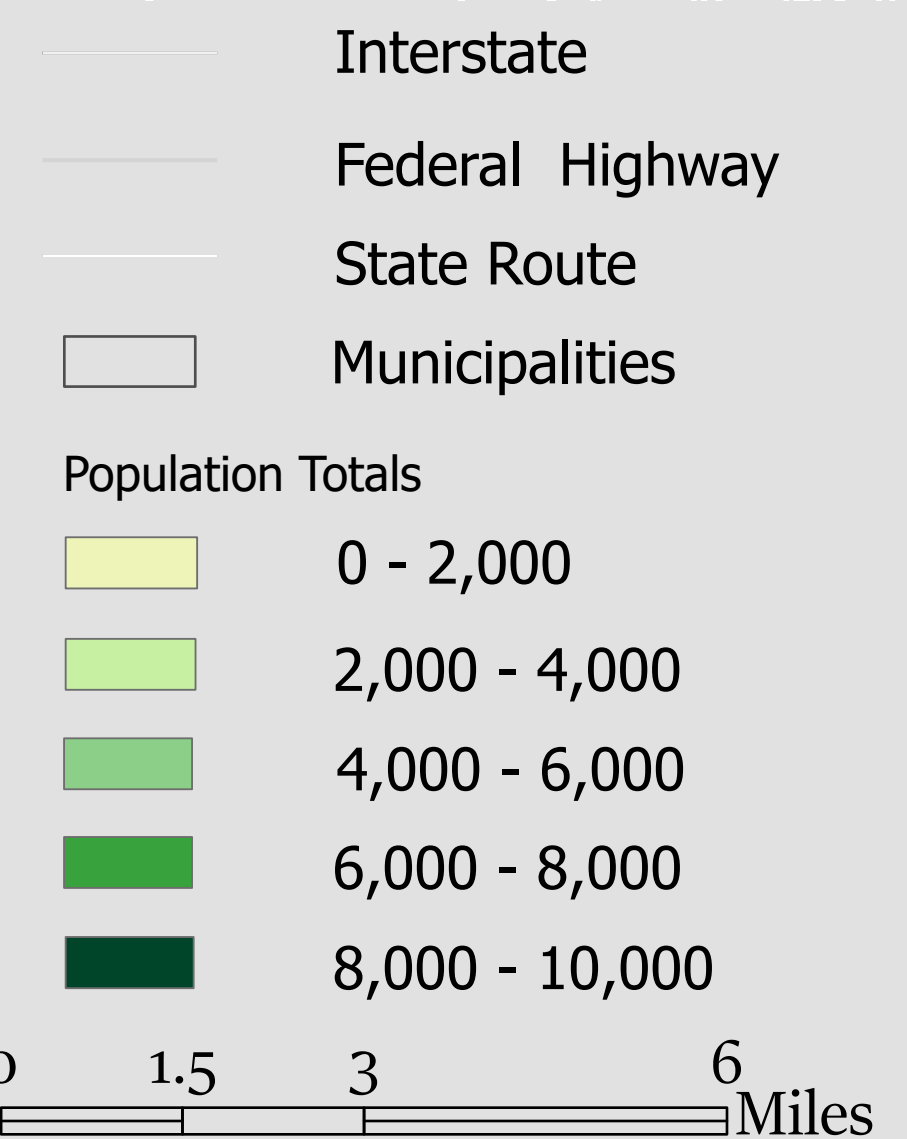 Interstate
Federal Highway
State Route
Municipalities
Population Totals
0 - 2,000
2,000 - 4,000
4,000 - 6,000
6,000 - 8,000
8,000 - 10,000
0 1.5 3 6
Miles